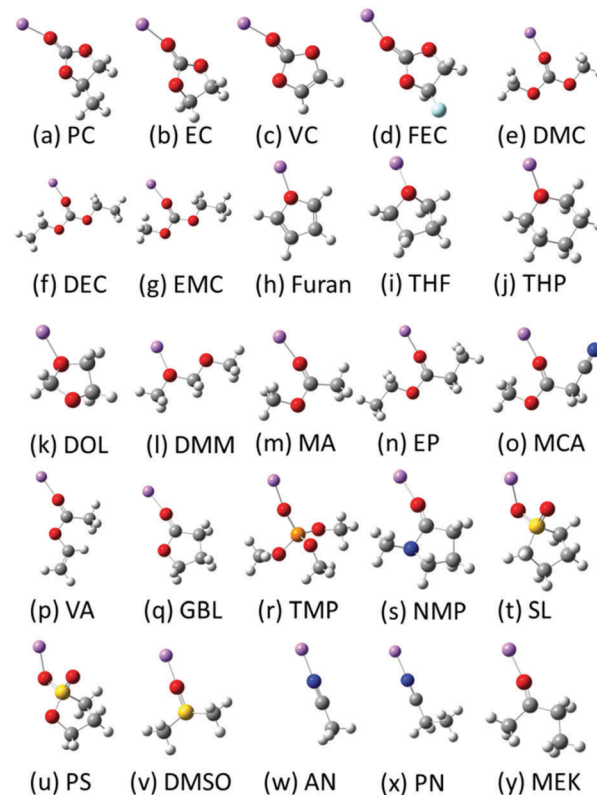 (a) PC (b) EC (c) VC (d) FEC (e) DMC
(f) DEC (g) EMC (h) Furan (i) THF (j) THP
(k) DOL (l) DMM (m) MA (n) EP (o) MCA
(p) VA (q) GBL (r) TMP (s) NMP (t) SL
(u) PS (v) DMSO (w) AN (x) PN (y) MEK